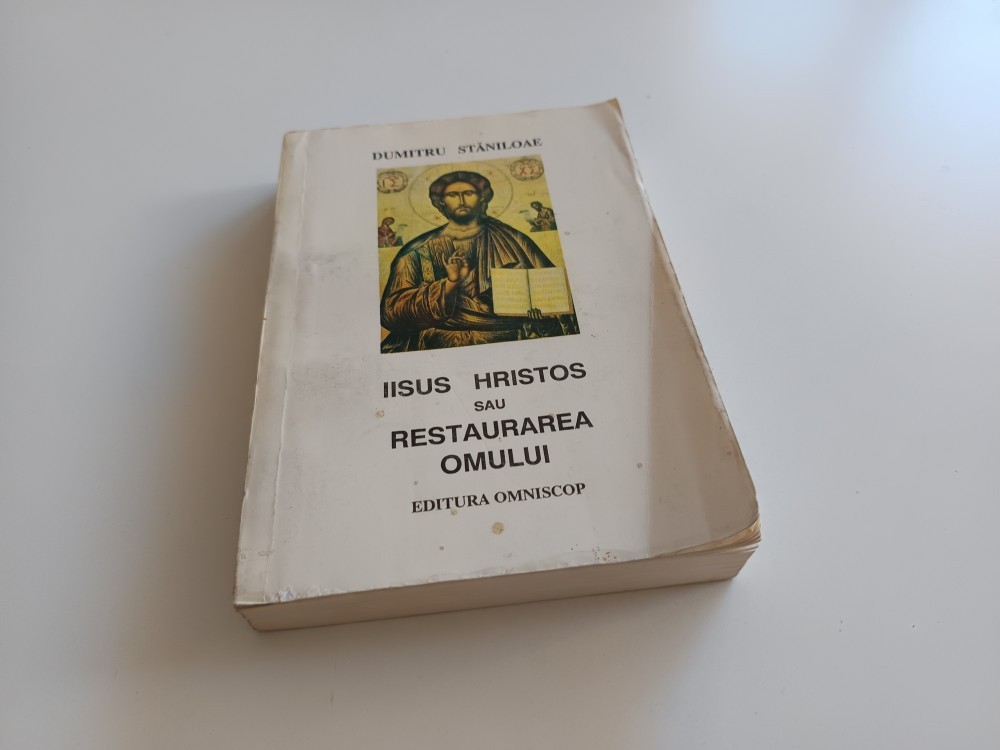 DUMITRU STĂNILOAE
IISUS HRISTOS
SAU
RESTAURAREA
OMULUI
EDITURA OMNISCOP